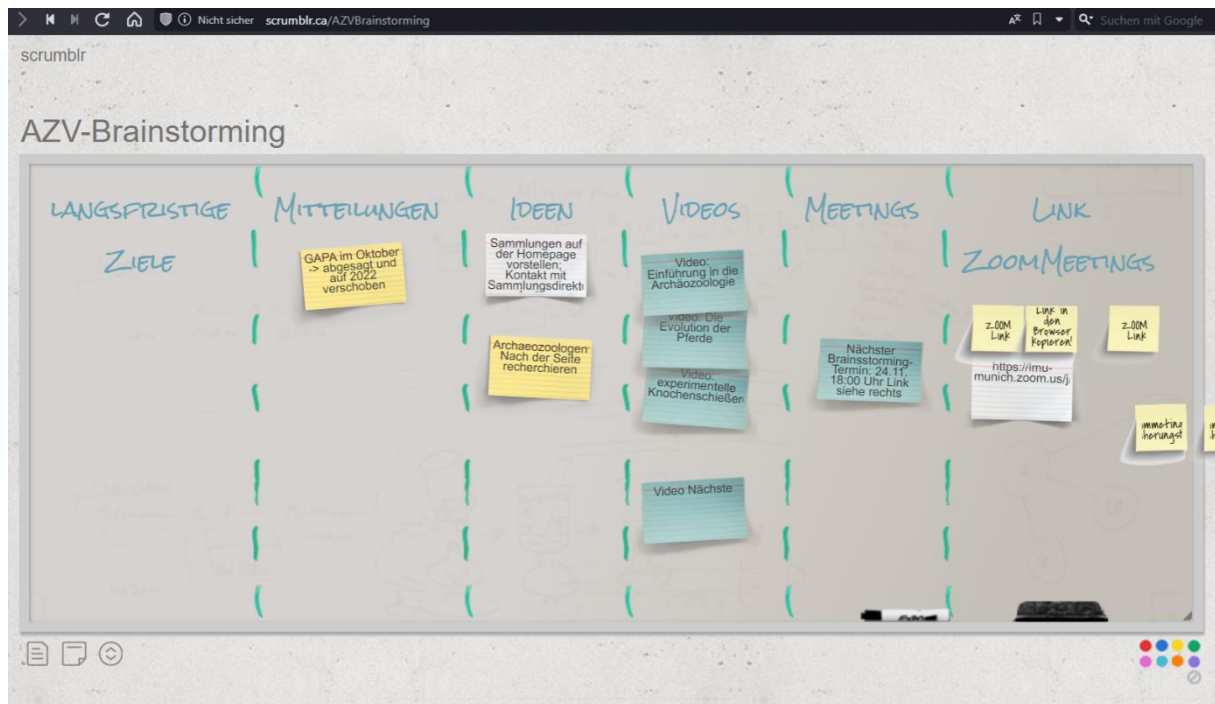 Nicht sicher scrumblr.ca/AZVBrainstorming
Suchen mit Google
scrumblr
AZV-Brainstorming
LANGSFRISTIGE
ZIELE
MITTEILUNGEN
GAPA im Oktober
-> abgesagt und
auf 2022
verschoben
IDEEN
Sammlungen auf
der Homepage
vorstellen;
Kontakt mit
Sammlungsdirekt
Archaeozoologen
Nach der Seite
recherchieren
VIDEOS
Video:
Einführung in die
Archäozoologie
Video: Die
Evolution der
Pferde
Video:
experimentelle
Knochenschießen
Video Nächste
MEETINGS
Nächster
Brainsstorming-
Termin: 24.11.
18:00 Uhr Link
siehe rechts
LINK
ZOOMMEETINGS
ZOOM
Link
Link in
den
Browser
kopieren!
ZOOM
Link
munich.zoom.us/j